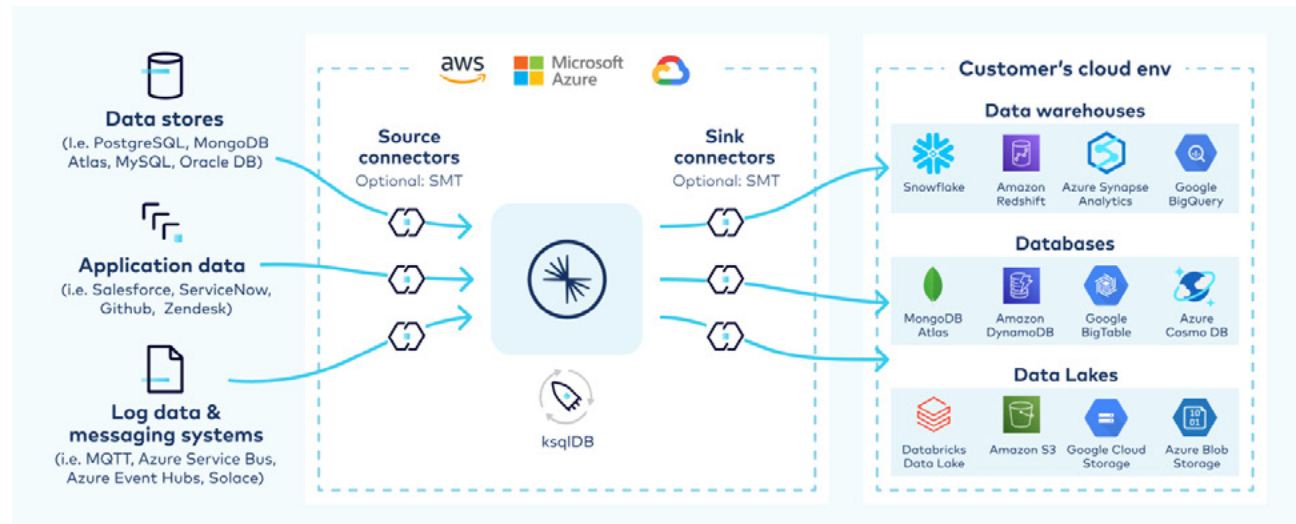 Data stores
(I.e. PostgreSQL, MongoDB
Atlas, MySQL, Oracle DB)
Application data
(i.e. Salesforce, ServiceNow,
Github, Zendesk)
Log data &
messaging systems
(i.e. MQTT, Azure Service Bus,
Azure Event Hubs, Solace)
aws
Microsoft
Azure
Source
connectors
Optional: SMT
Sink
connectors
Optional: SMT
ksqlDB
Customer's cloud env
Data warehouses
Snowflake
Amazon
Redshift
Azure Synapse
Analytics
Google
BigQuery
Databases
MongoDB
Atlas
Amazon
DynamoDB
Google
BigTable
Azure
Cosmo DB
Data Lakes
Databricks
Data Lake
Amazon S3
Google Cloud
Storage
10
01
Azure Blob
Storage